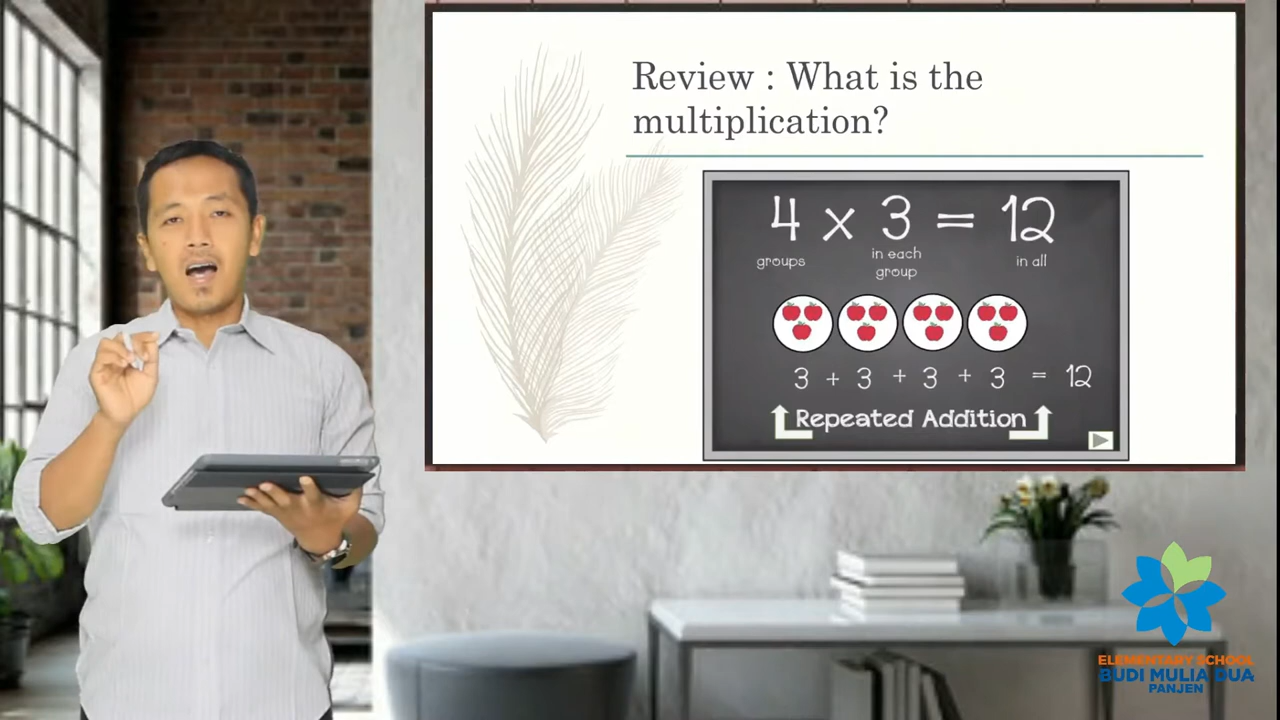 Review : What is the
multiplication?
4 x 3 = 12
groups in each group in all
3 + 3 + 3 + 3 = 12
Repeated Addition
ELEMENTARY SCHOOL
BUDI MULIA DUA
PANJEN